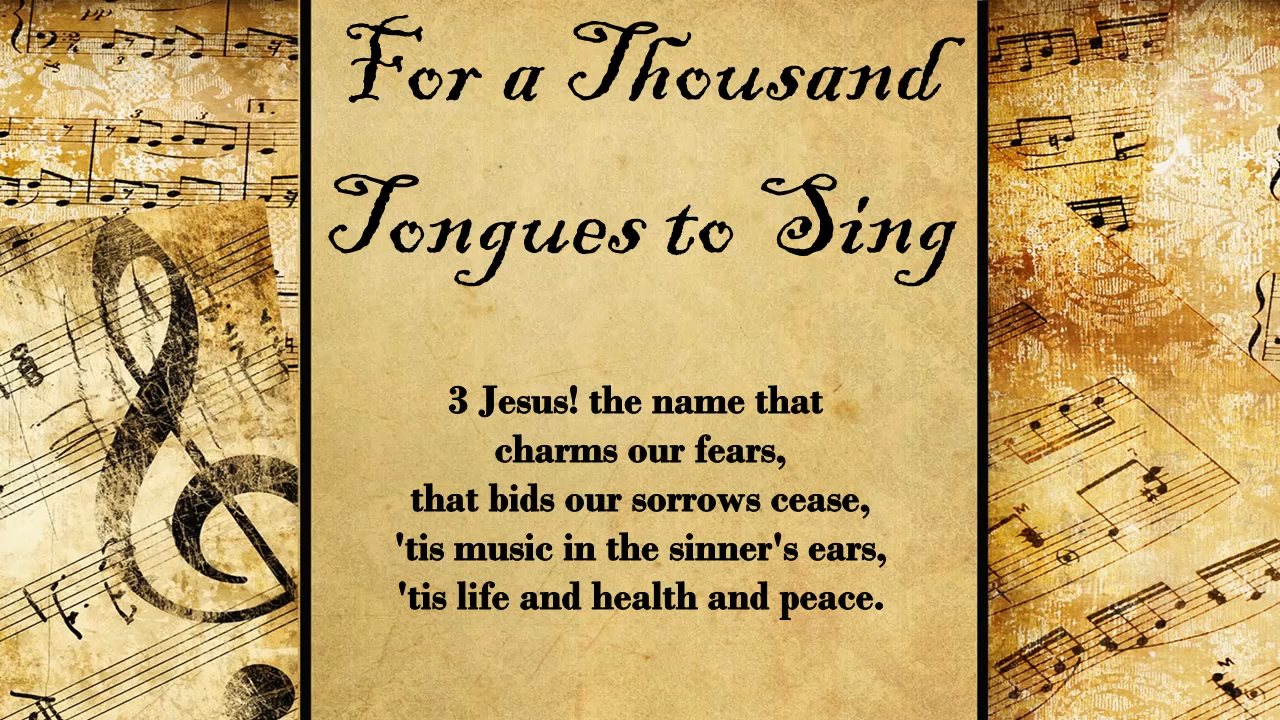 For a Thousand
Tongues to Sing
3 Jesus! the name that
charms our fears,
that bids our sorrows cease,
'tis music in the sinner's ears,
'tis life and health and peace.